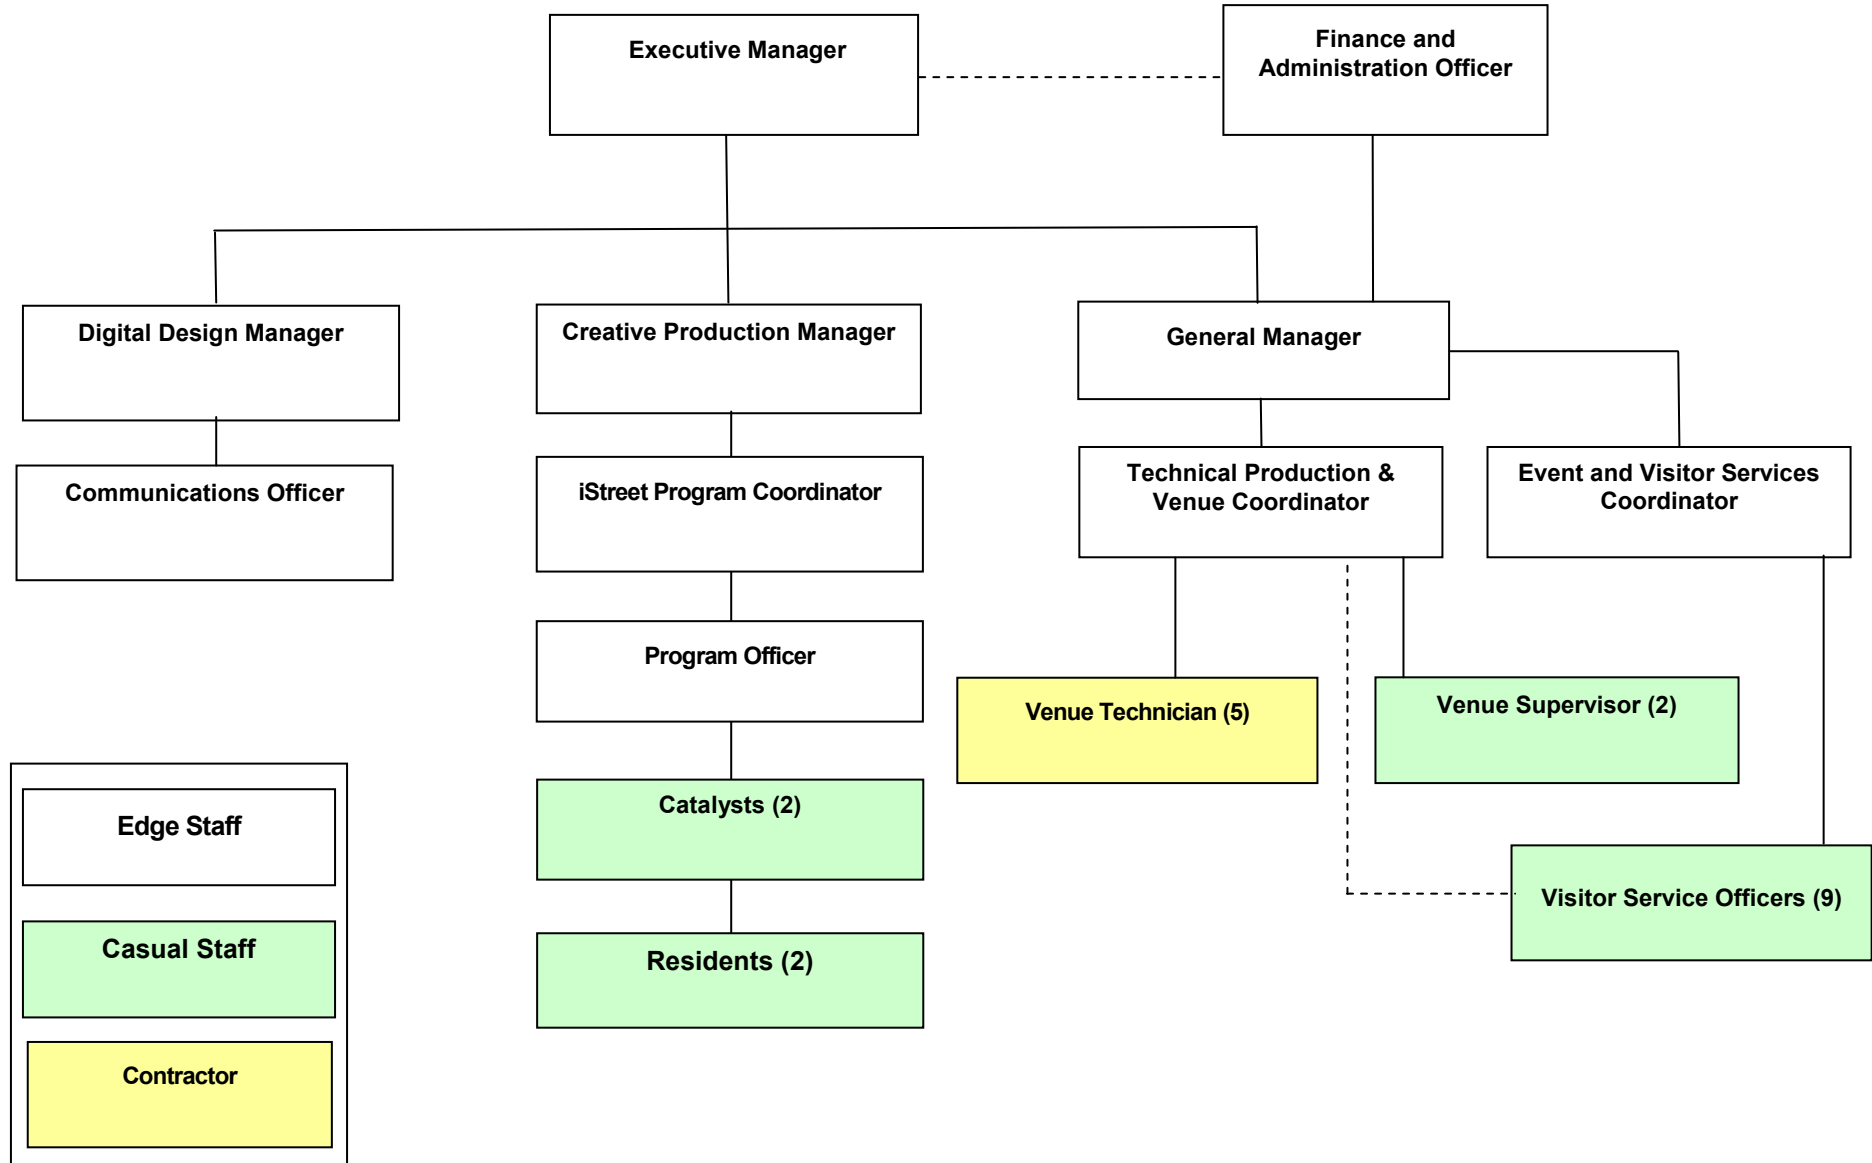 Executive Manager
Finance and
Administration Officer
Digital Design Manager
Creative Production Manager
General Manager
Communications Officer
iStreet Program Coordinator
Technical Production &
Venue Coordinator
Event and Visitor Services
Coordinator
Program Officer
Venue Technician (5)
Venue Supervisor (2)
Catalysts (2)
Visitor Service Officers (9)
Residents (2)
Edge Staff
Casual Staff
Contractor